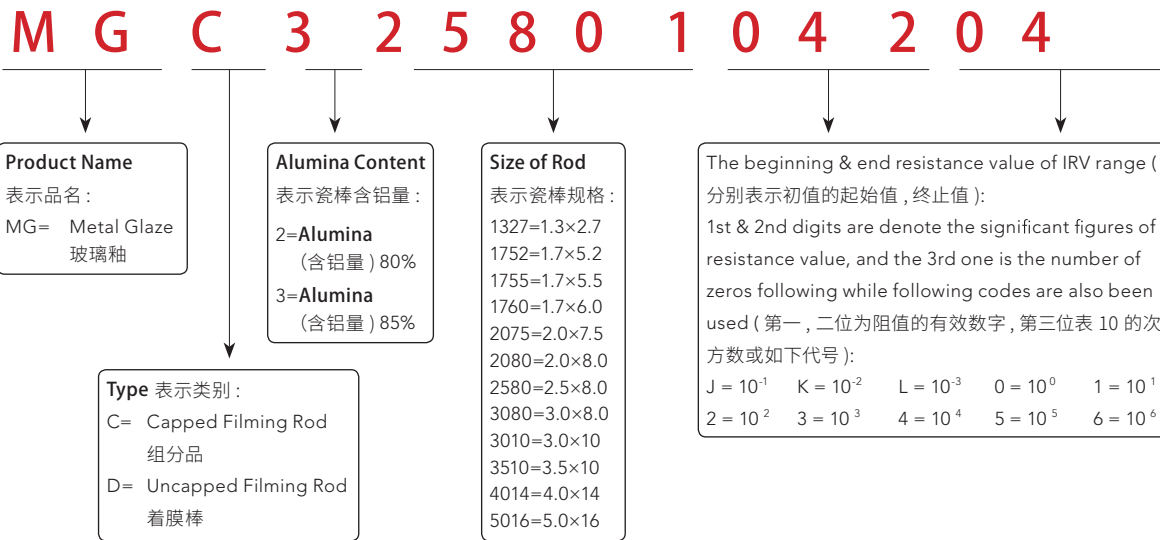 M G C 3 2 5 8 0 1 0 4 2 0 4
Product Name
表示品名 :
MG= Metal Glaze
玻璃釉
Type 表示类别 :
C= Capped Filming Rod
组分品
D= Uncapped Filming Rod
着膜棒
Alumina Content
表示瓷棒含铝量 :
2=Alumina
(含铝量 ) 80%
3=Alumina
(含铝量 ) 85%
Size of Rod
表示瓷棒规格 :
1327=1.3×2.7
1752=1.7×5.2
1755=1.7×5.5
1760=1.7×6.0
2075=2.0×7.5
2080=2.0×8.0
2580=2.5×8.0
3080=3.0×8.0
3010=3.0×10
3510=3.5×10
4014=4.0×14
5016=5.0×16
The beginning & end resistance value of IRV range (
分别表示初值的起始值 , 终止值 ):
1st & 2nd digits are denote the significant figures of
resistance value, and the 3rd one is the number of
zeros following while following codes are also been
used ( 第一 , 二位为阻值的有效数字 , 第三位表 10 的次
方数或如下代号 ):
J = 10⁻¹ K = 10⁻² L = 10⁻³ 0 = 10⁰ 1 = 10¹
2 = 10² 3 = 10³ 4 = 10⁴ 5 = 10⁵ 6 = 10⁶